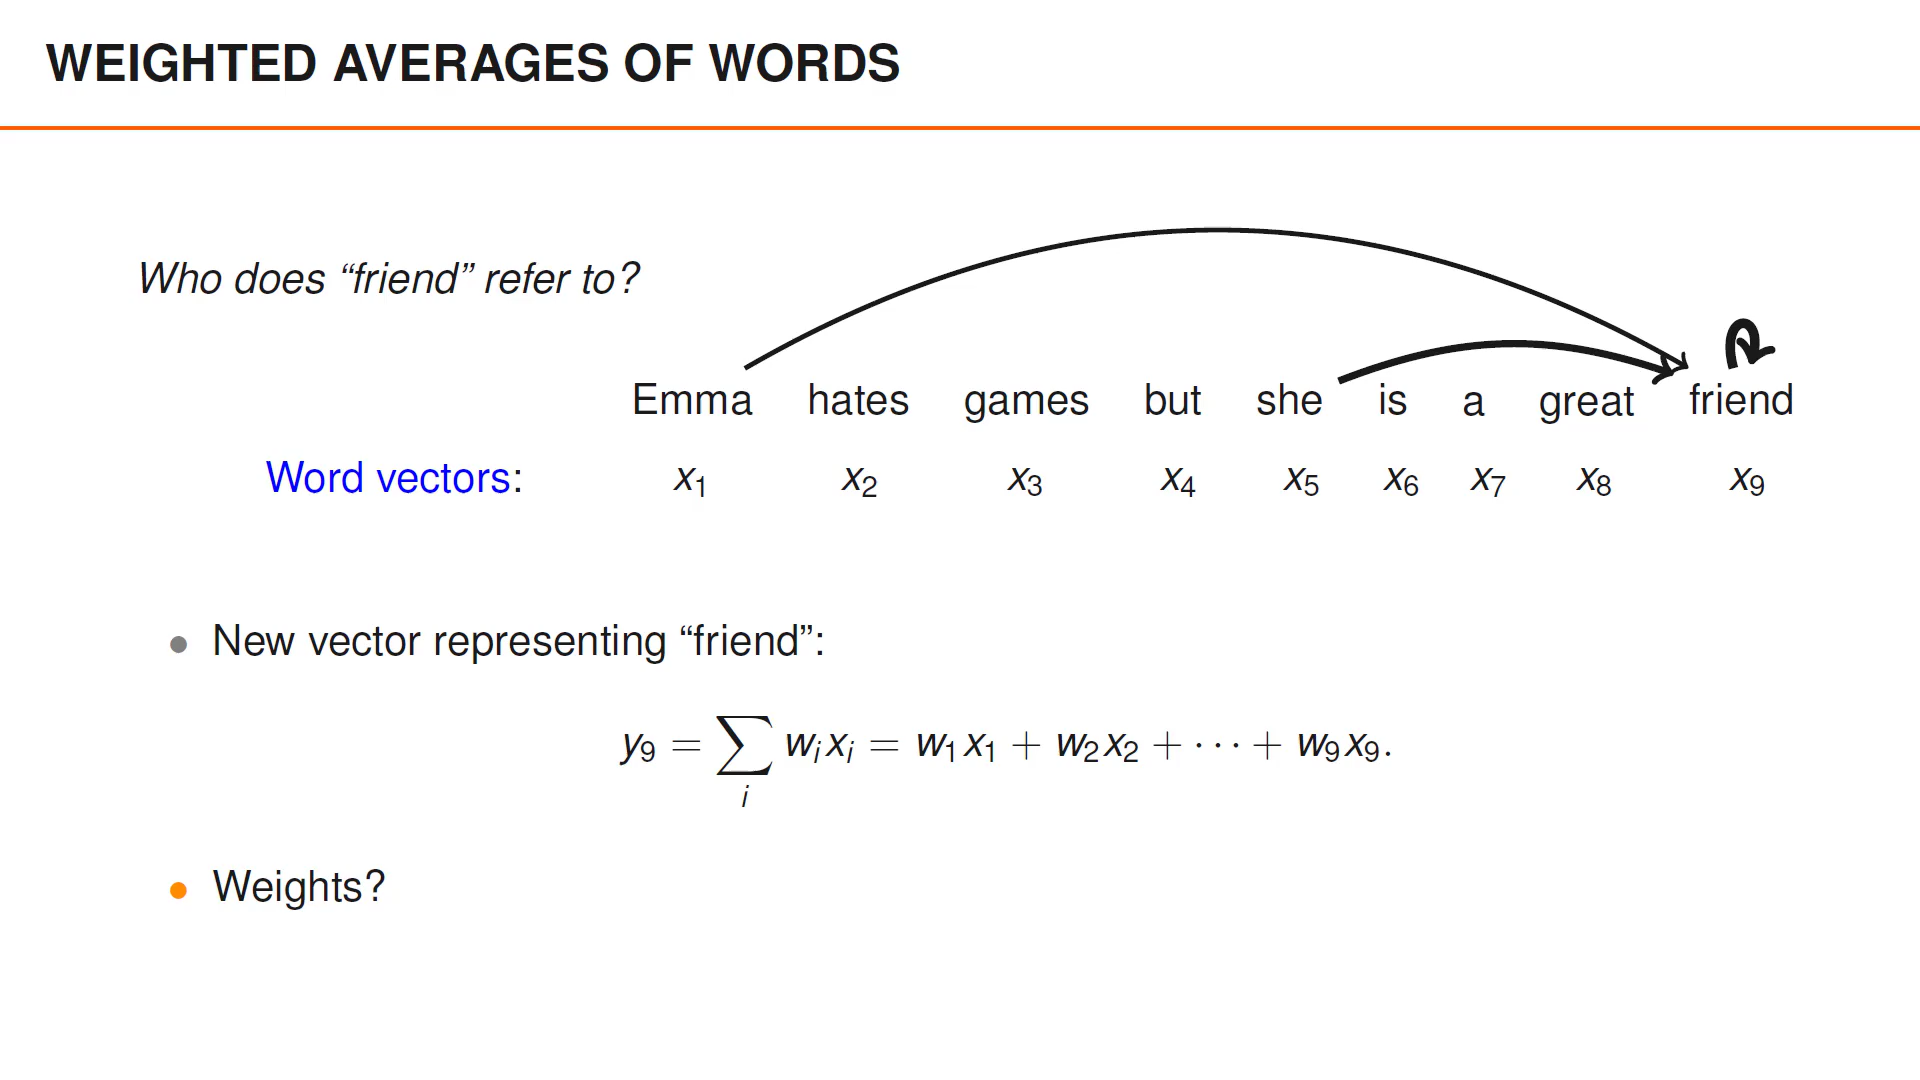 WEIGHTED AVERAGES OF WORDS
Who does “friend” refer to?
Emma hates games but she is a great friend
Word vectors: x₁ x₂ x₃ x₄ x₅ x₆ x₇ x₈ x₉
• New vector representing “friend”:
y₉ = ∑ᵢ wᵢxᵢ = w₁x₁ + w₂x₂ + ⋯ + w₉x₉.
• Weights?